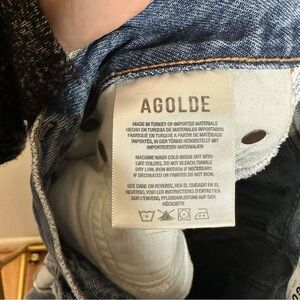 AGOLDE
MADE IN TURKEY OF IMPORTED MATERIALS
HECHO EN TURQUIA DE MATERIALES IMPORTADOS
FABRIQUÉ EN TURQUIE À PARTIR DE MATÉRIAUX
IMPORTÉS, IN DER TÜRKEI HERGESTELLT MIT
IMPORTIERTEN MATERIALIEN
MACHINE WASH COLD INSIDE OUT WITH
LIKE COLORS, DO NOT BLEACH, TUMBLE
DRY LOW, IRON MEDIUM IF NECESSARY
IF DECORATED OR PRINTED DO NOT IRON.
SEE CARE ON REVERSE, VEA EL CUIDADO EN EL
REVERSO, VOIR LES INSTRUCTIONS D'ENTRETIEN
SUR L'ENVERS, PFLEGEHINWEISE AUF DER
RÜCKSEITE